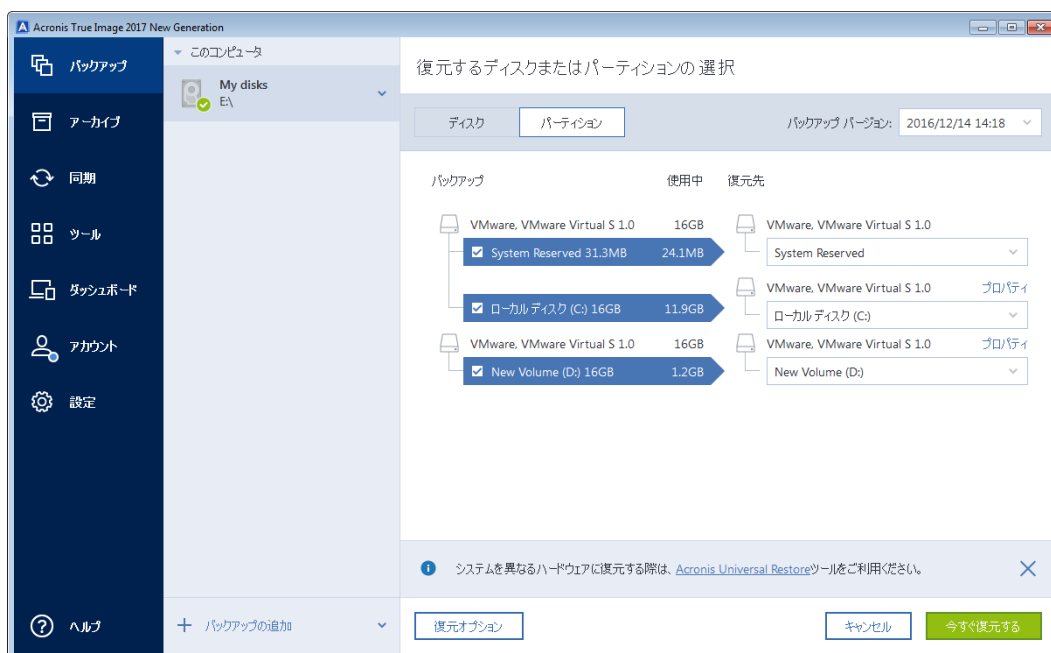 Acronis True Image 2017 New Generation
バックアップ
アーカイブ
同期
ツール
ダッシュボード
アカウント
設定
ヘルプ
このコンピュータ
My disks
E:\
バックアップの追加
復元するディスクまたはパーティションの選択
ディスク パーティション バックアップ バージョン: 2016/12/14 14:18
バックアップ 使用中 復元先
VMware, VMware Virtual S 1.0 16GB VMware, VMware Virtual S 1.0
System Reserved 31.3MB 24.1MB System Reserved
VMware, VMware Virtual S 1.0 プロパティ
ローカル ディスク (C:) 16GB 11.9GB ローカル ディスク (C:)
VMware, VMware Virtual S 1.0 16GB VMware, VMware Virtual S 1.0 プロパティ
New Volume (D:) 16GB 1.2GB New Volume (D:)
システムを異なるハードウェアに復元する際は、Acronis Universal Restoreツールをご利用ください。
復元オプション キャンセル 今すぐ復元する